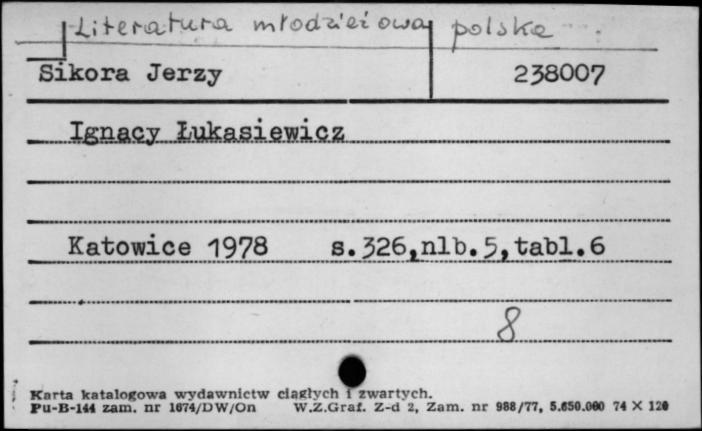 Literatura młodzieżowa polska
Sikora Jerzy 238007
Ignacy Łukasiewicz
Katowice 1978 s.326,nlb.5,tabl.6
8
Karta katalogowa wydawnictw ciągłych i zwartych.
Pu-B-144 zam. nr 1674/DW/On W.Z.Graf. Z-d 2, Zam. nr 988/77, 5.650.000 74 X 120